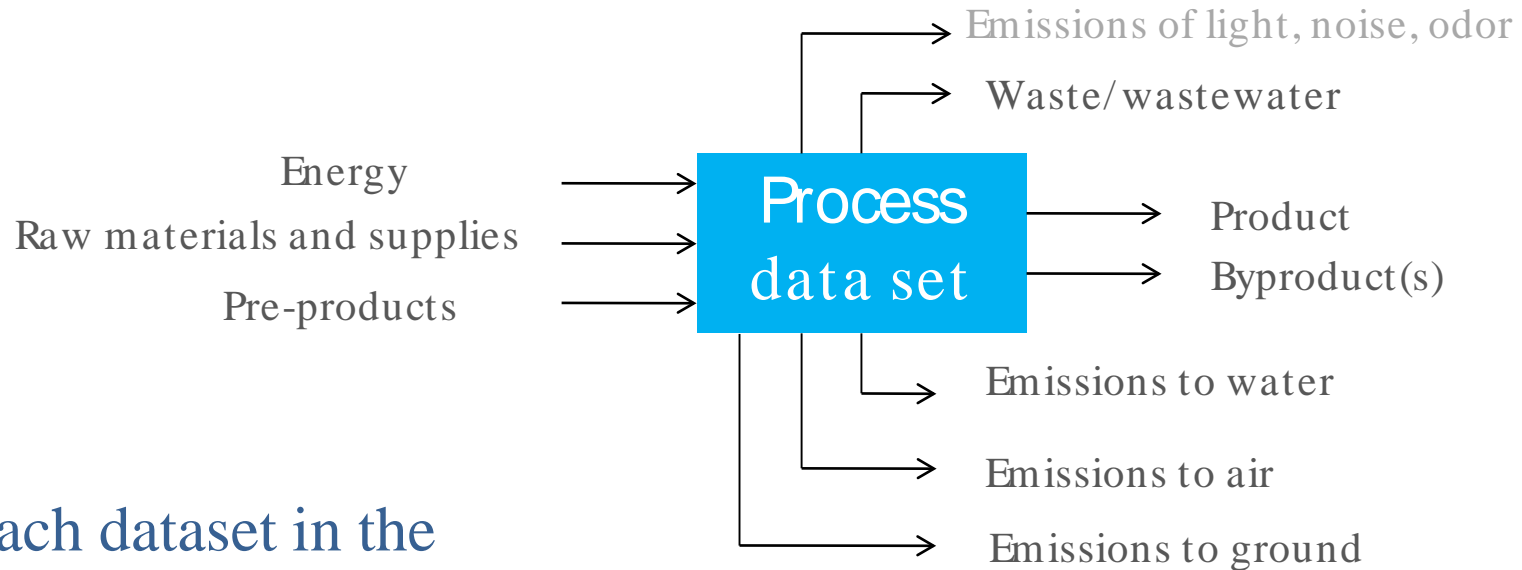 Emissions of light, noise, odor
Waste/wastewater
Energy
Raw materials and supplies
Pre-products
Process
data set
Product
Byproduct(s)
Emissions to water
Emissions to air
Emissions to ground
ach dataset in the